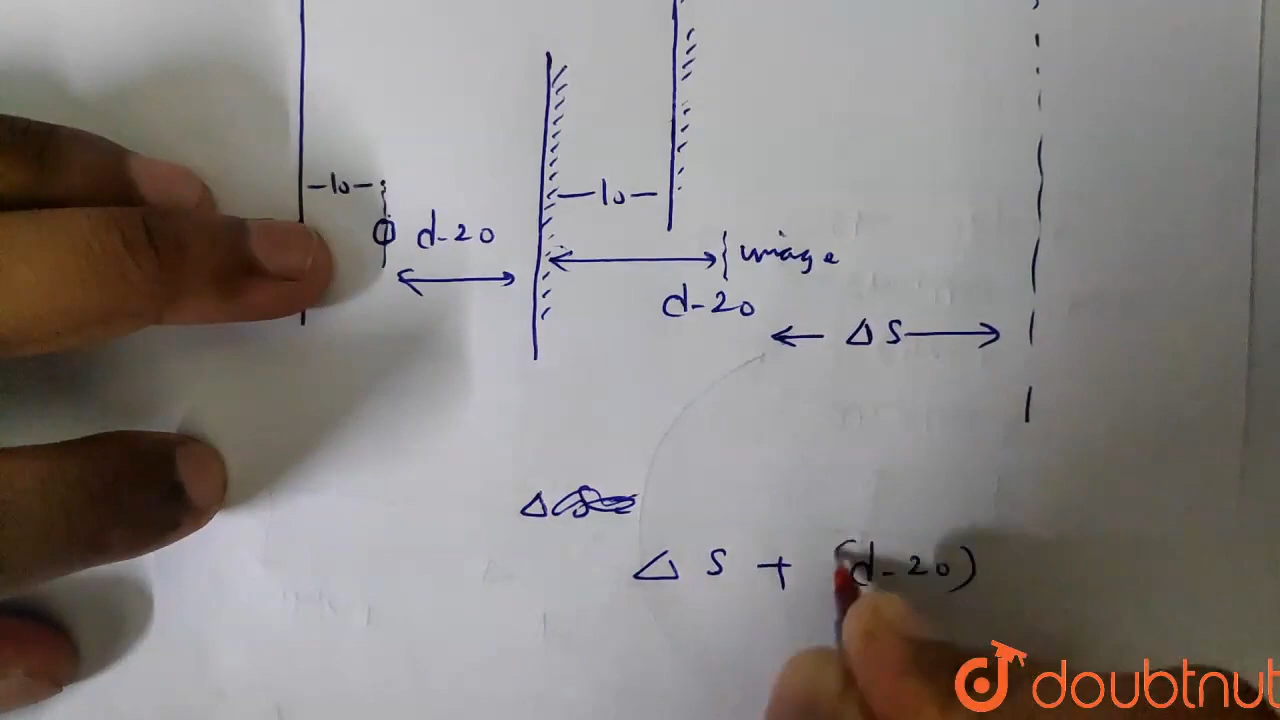 -10-
-10-
d-20
image
d-20
Δ S
Δ
Δ S + (d-20)
doubtnut